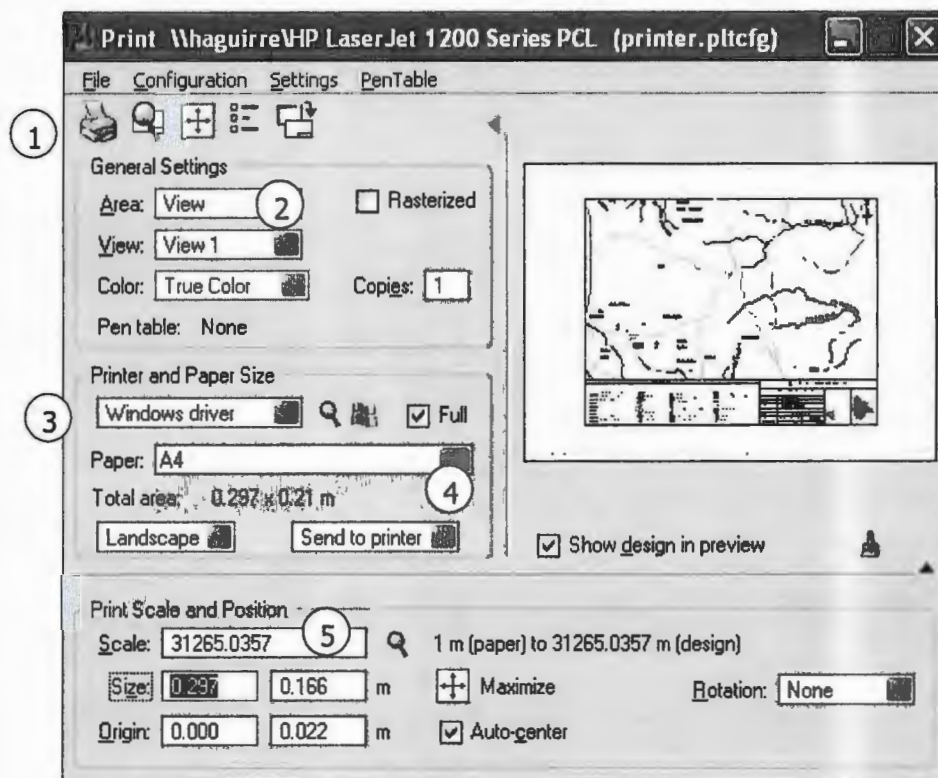 Print \\haguirre\HP LaserJet 1200 Series PCL (printer.pltcfg)
File Configuration Settings PenTable
1
General Settings
Area: View 2 Rasterized
View: View 1
Color: True Color Copies: 1
Pen table: None
Printer and Paper Size
3 Windows driver Full
Paper: A4
Total area: 0.297 x 0.21 m 4
Landscape Send to printer
Show design in preview
Print Scale and Position
Scale: 31265.0357 5 1 m (paper) to 31265.0357 m (design)
Size: 0.297 0.166 m Maximize Rotation: None
Origin: 0.000 0.022 m Auto-center